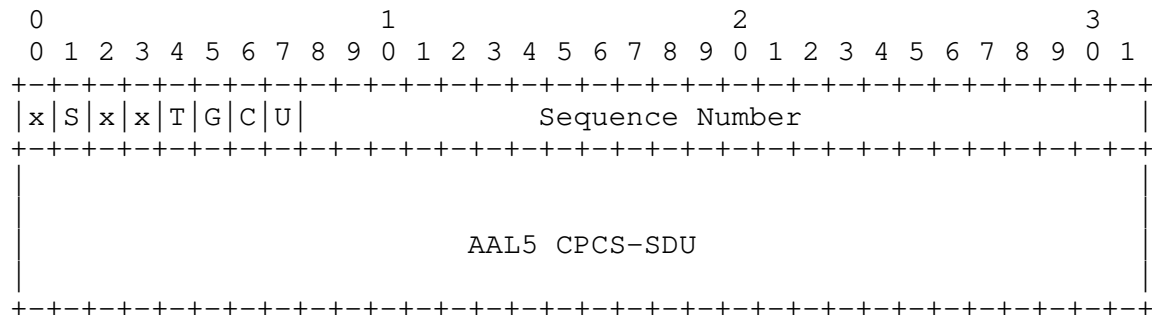 0                   1                   2                   3
 0 1 2 3 4 5 6 7 8 9 0 1 2 3 4 5 6 7 8 9 0 1 2 3 4 5 6 7 8 9 0 1
+-+-+-+-+-+-+-+-+-+-+-+-+-+-+-+-+-+-+-+-+-+-+-+-+-+-+-+-+-+-+-+-+
|x|S|x|x|T|G|C|U|             Sequence Number                   |
+-+-+-+-+-+-+-+-+-+-+-+-+-+-+-+-+-+-+-+-+-+-+-+-+-+-+-+-+-+-+-+-+
|                                                               |
|                                                               |
|                         AAL5 CPCS-SDU                         |
|                                                               |
+-+-+-+-+-+-+-+-+-+-+-+-+-+-+-+-+-+-+-+-+-+-+-+-+-+-+-+-+-+-+-+-+